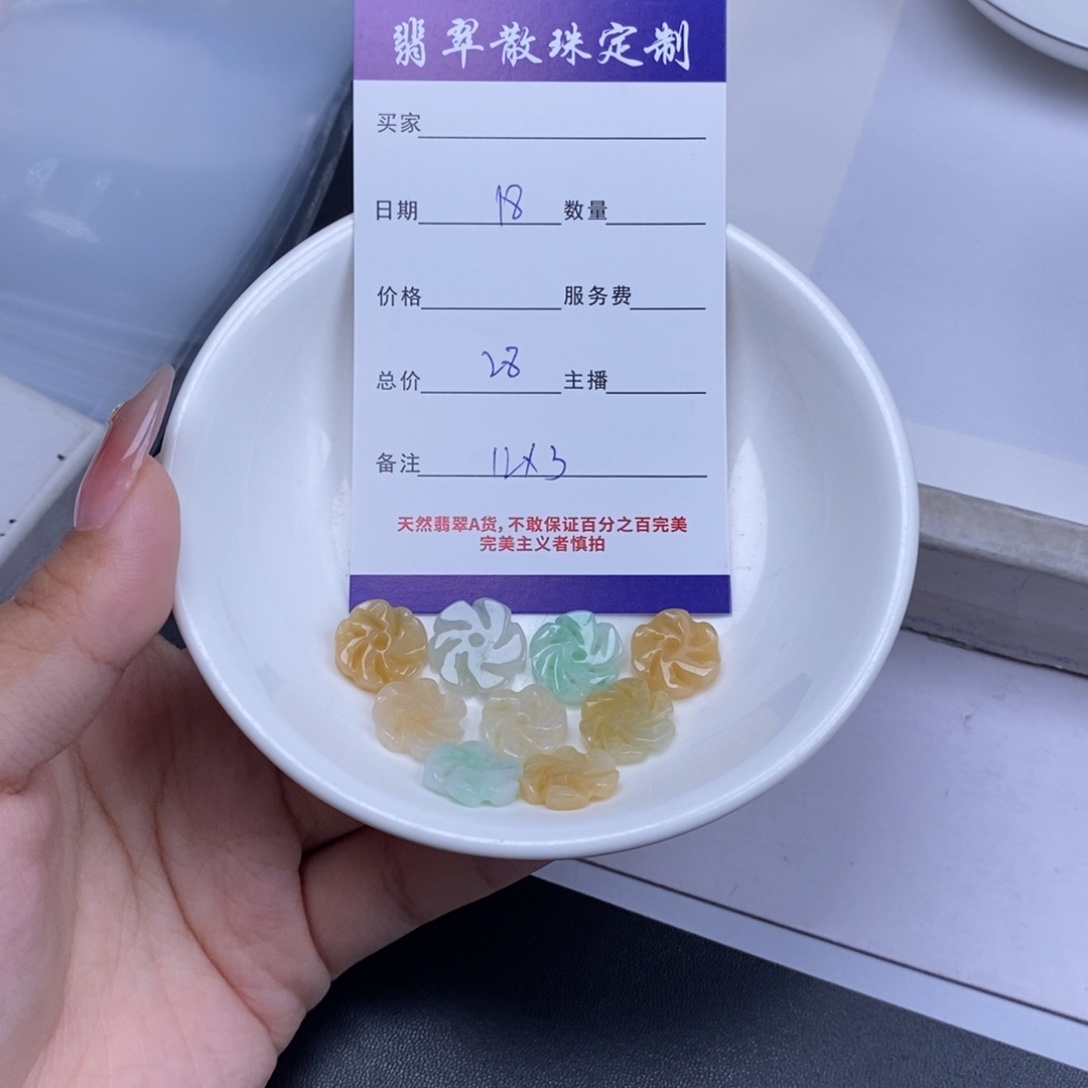 翡翠散珠定制
买家
日期 18 数量
价格 服务费
总价 28 主播
备注 12x3
天然翡翠A货,不敢保证百分之百完美
完美主义者慎拍